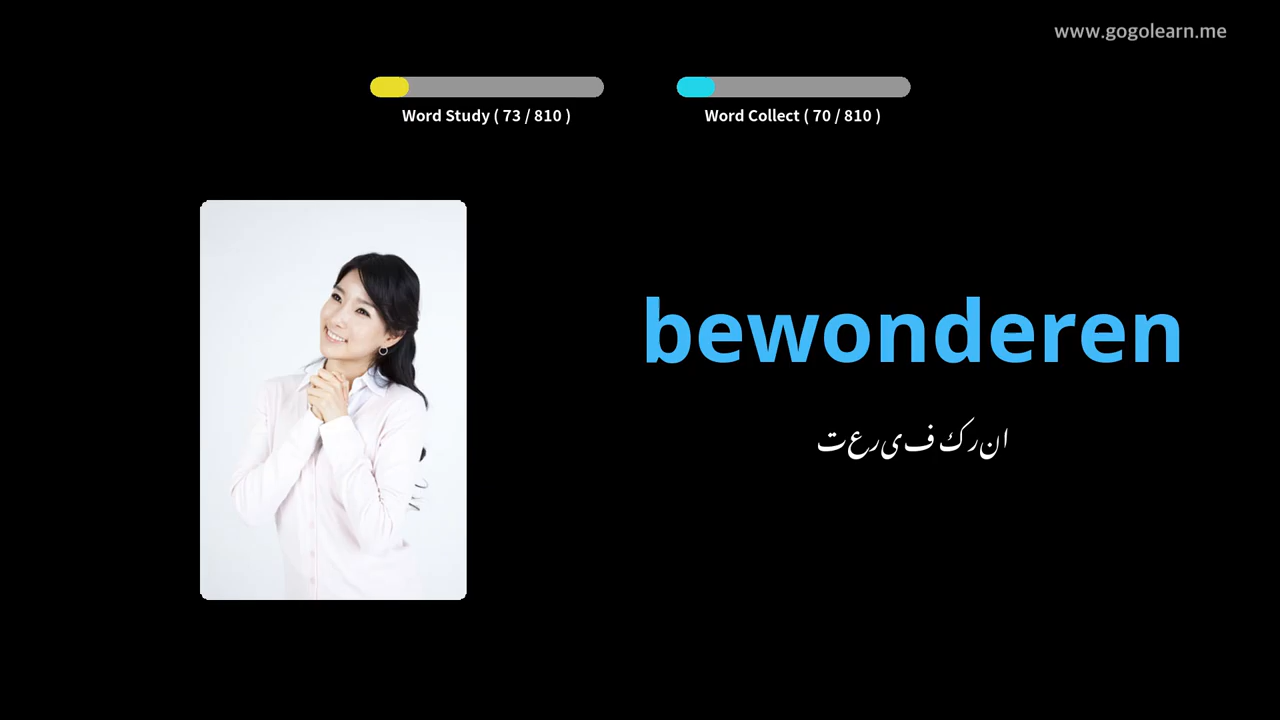 www.gogolearn.me
Word Study ( 73 / 810 )
Word Collect ( 70 / 810 )
bewonderen
تعریف کرنا